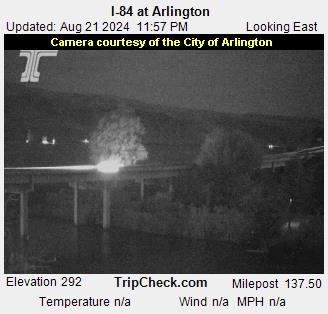 I-84 at Arlington
Updated: Aug 21 2024 11:57 PM Looking East
Camera courtesy of the City of Arlington
Elevation 292 TripCheck.com Milepost 137.50
Temperature n/a Wind n/a MPH n/a